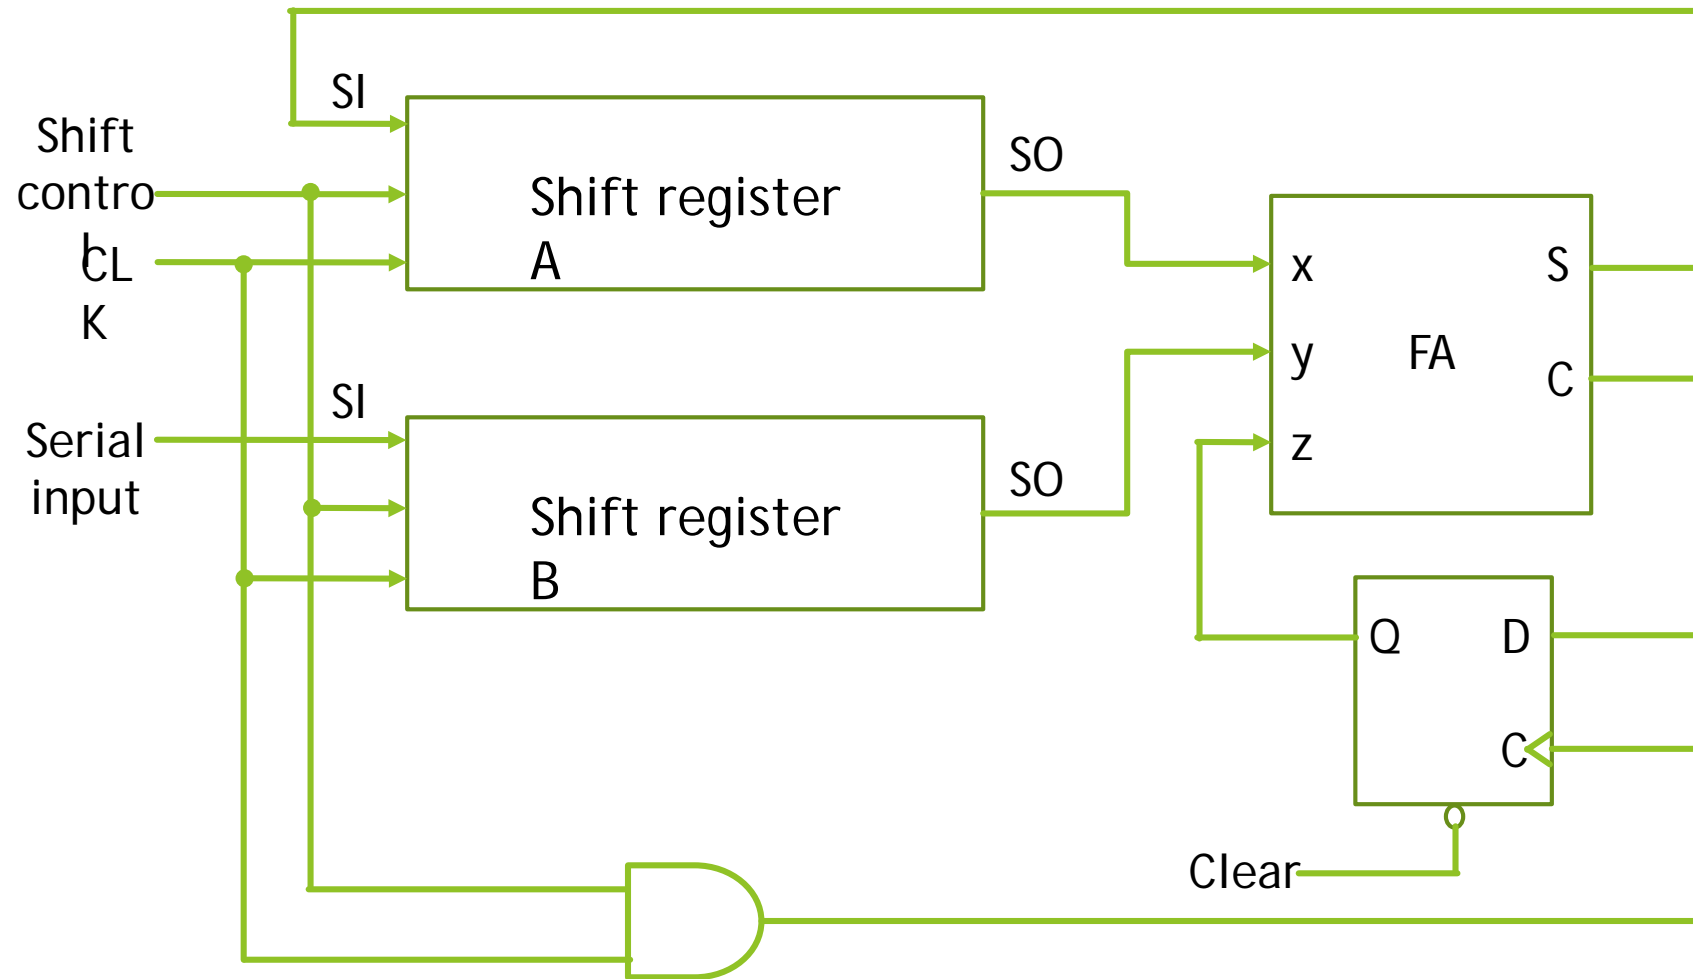 SI
Shift
contro
l
CL
K
Shift register
A
SO
x
y
z
FA
S
C
SI
Serial
input
Shift register
B
SO
Q
D
C
Clear